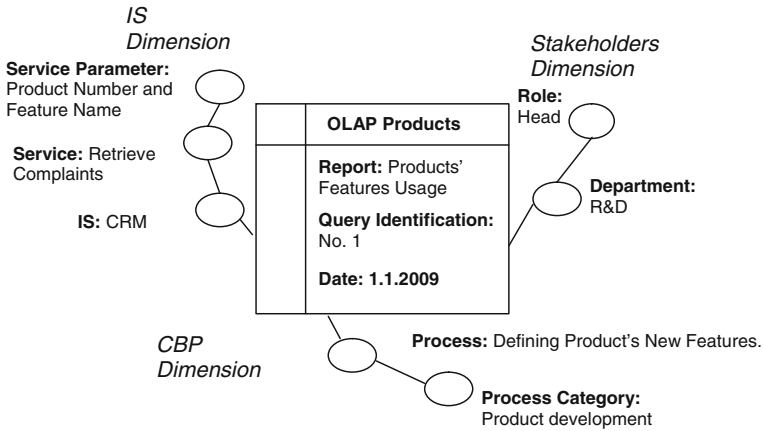 IS
Dimension
Service Parameter:
Product Number and
Feature Name
Service: Retrieve
Complaints
IS: CRM
OLAP Products
Report: Products'
Features Usage
Query Identification:
No. 1
Date: 1.1.2009
Stakeholders
Dimension
Role:
Head
Department:
R&D
CBP
Dimension
Process: Defining Product's New Features.
Process Category:
Product development